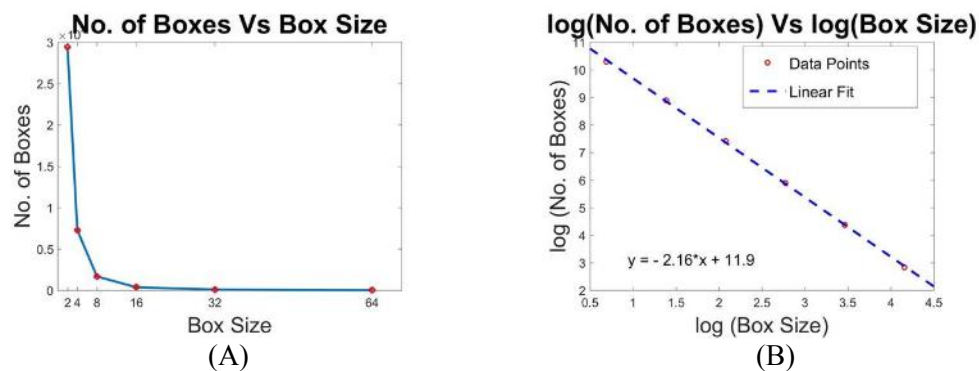 No. of Boxes Vs Box Size
3
2.5
2
1.5
1
0.5
0
No. of Boxes
2 4 8 16 32 64
Box Size
(A)
log(No. of Boxes) Vs log(Box Size)
11
10
9
8
7
6
5
4
3
2
log (No. of Boxes)
Data Points
Linear Fit
y = - 2.16*x + 11.9
0.5 1 1.5 2 2.5 3 3.5 4 4.5
log (Box Size)
(B)